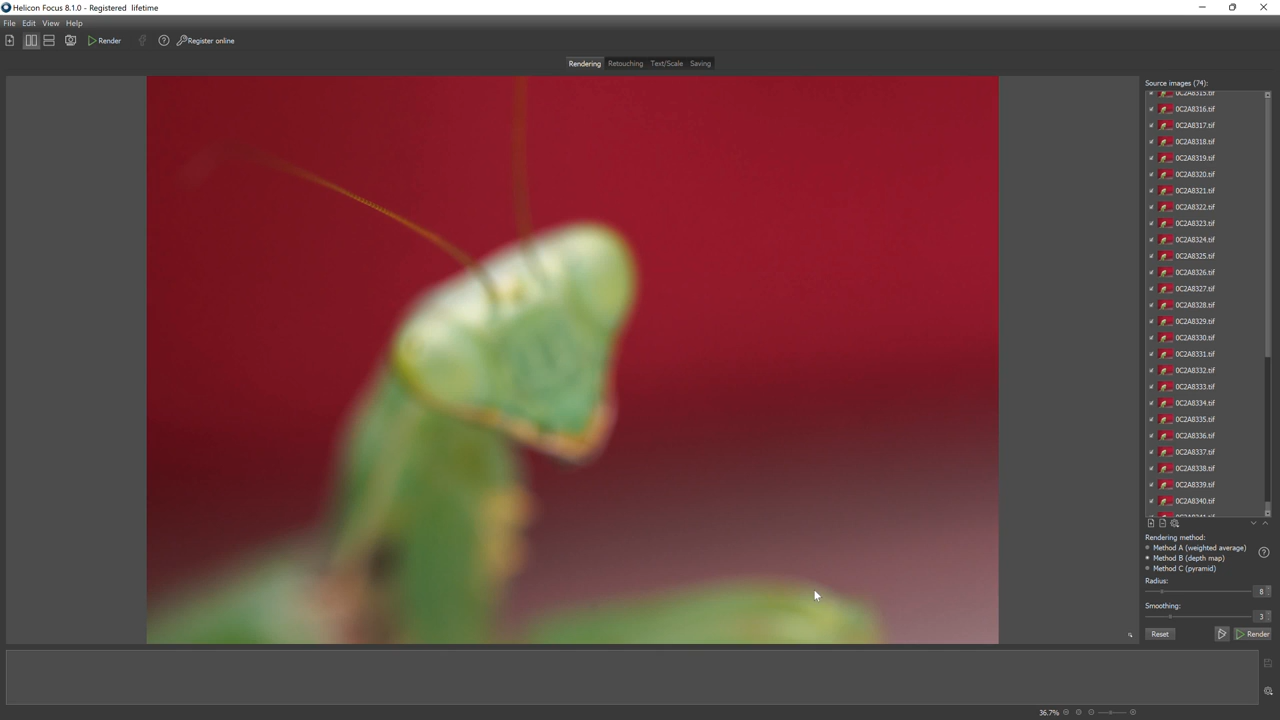 Helicon Focus 8.1.0 - Registered lifetime
File Edit View Help
Render
Register online
Rendering Retouching Text/Scale Saving
Source images (74):
0C2A8315.tif
0C2A8316.tif
0C2A8317.tif
0C2A8318.tif
0C2A8319.tif
0C2A8320.tif
0C2A8321.tif
0C2A8322.tif
0C2A8323.tif
0C2A8324.tif
0C2A8325.tif
0C2A8326.tif
0C2A8327.tif
0C2A8328.tif
0C2A8329.tif
0C2A8330.tif
0C2A8331.tif
0C2A8332.tif
0C2A8333.tif
0C2A8334.tif
0C2A8335.tif
0C2A8336.tif
0C2A8337.tif
0C2A8338.tif
0C2A8339.tif
0C2A8340.tif
Rendering method:
Method A (weighted average)
Method B (depth map)
Method C (pyramid)
Radius:
8
Smoothing:
3
Reset
Render
36.7%